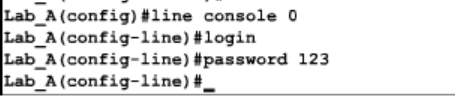 Lab_A(config)#line console 0
Lab_A(config-line)#login
Lab_A(config-line)#password 123
Lab_A(config-line)#_